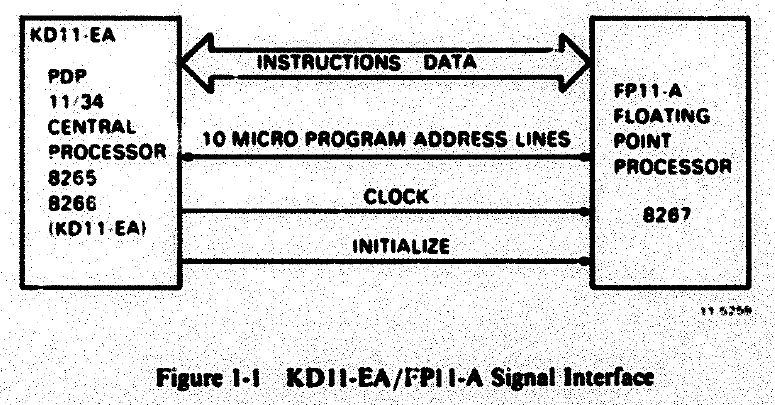 KD11-EA
PDP
11/34
CENTRAL
PROCESSOR
8265
8266
(KD11-EA)
INSTRUCTIONS DATA
10 MICRO PROGRAM ADDRESS LINES
CLOCK
INITIALIZE
FP11-A
FLOATING
POINT
PROCESSOR
8267
Figure 1-1 KD11-EA/FP11-A Signal Interface